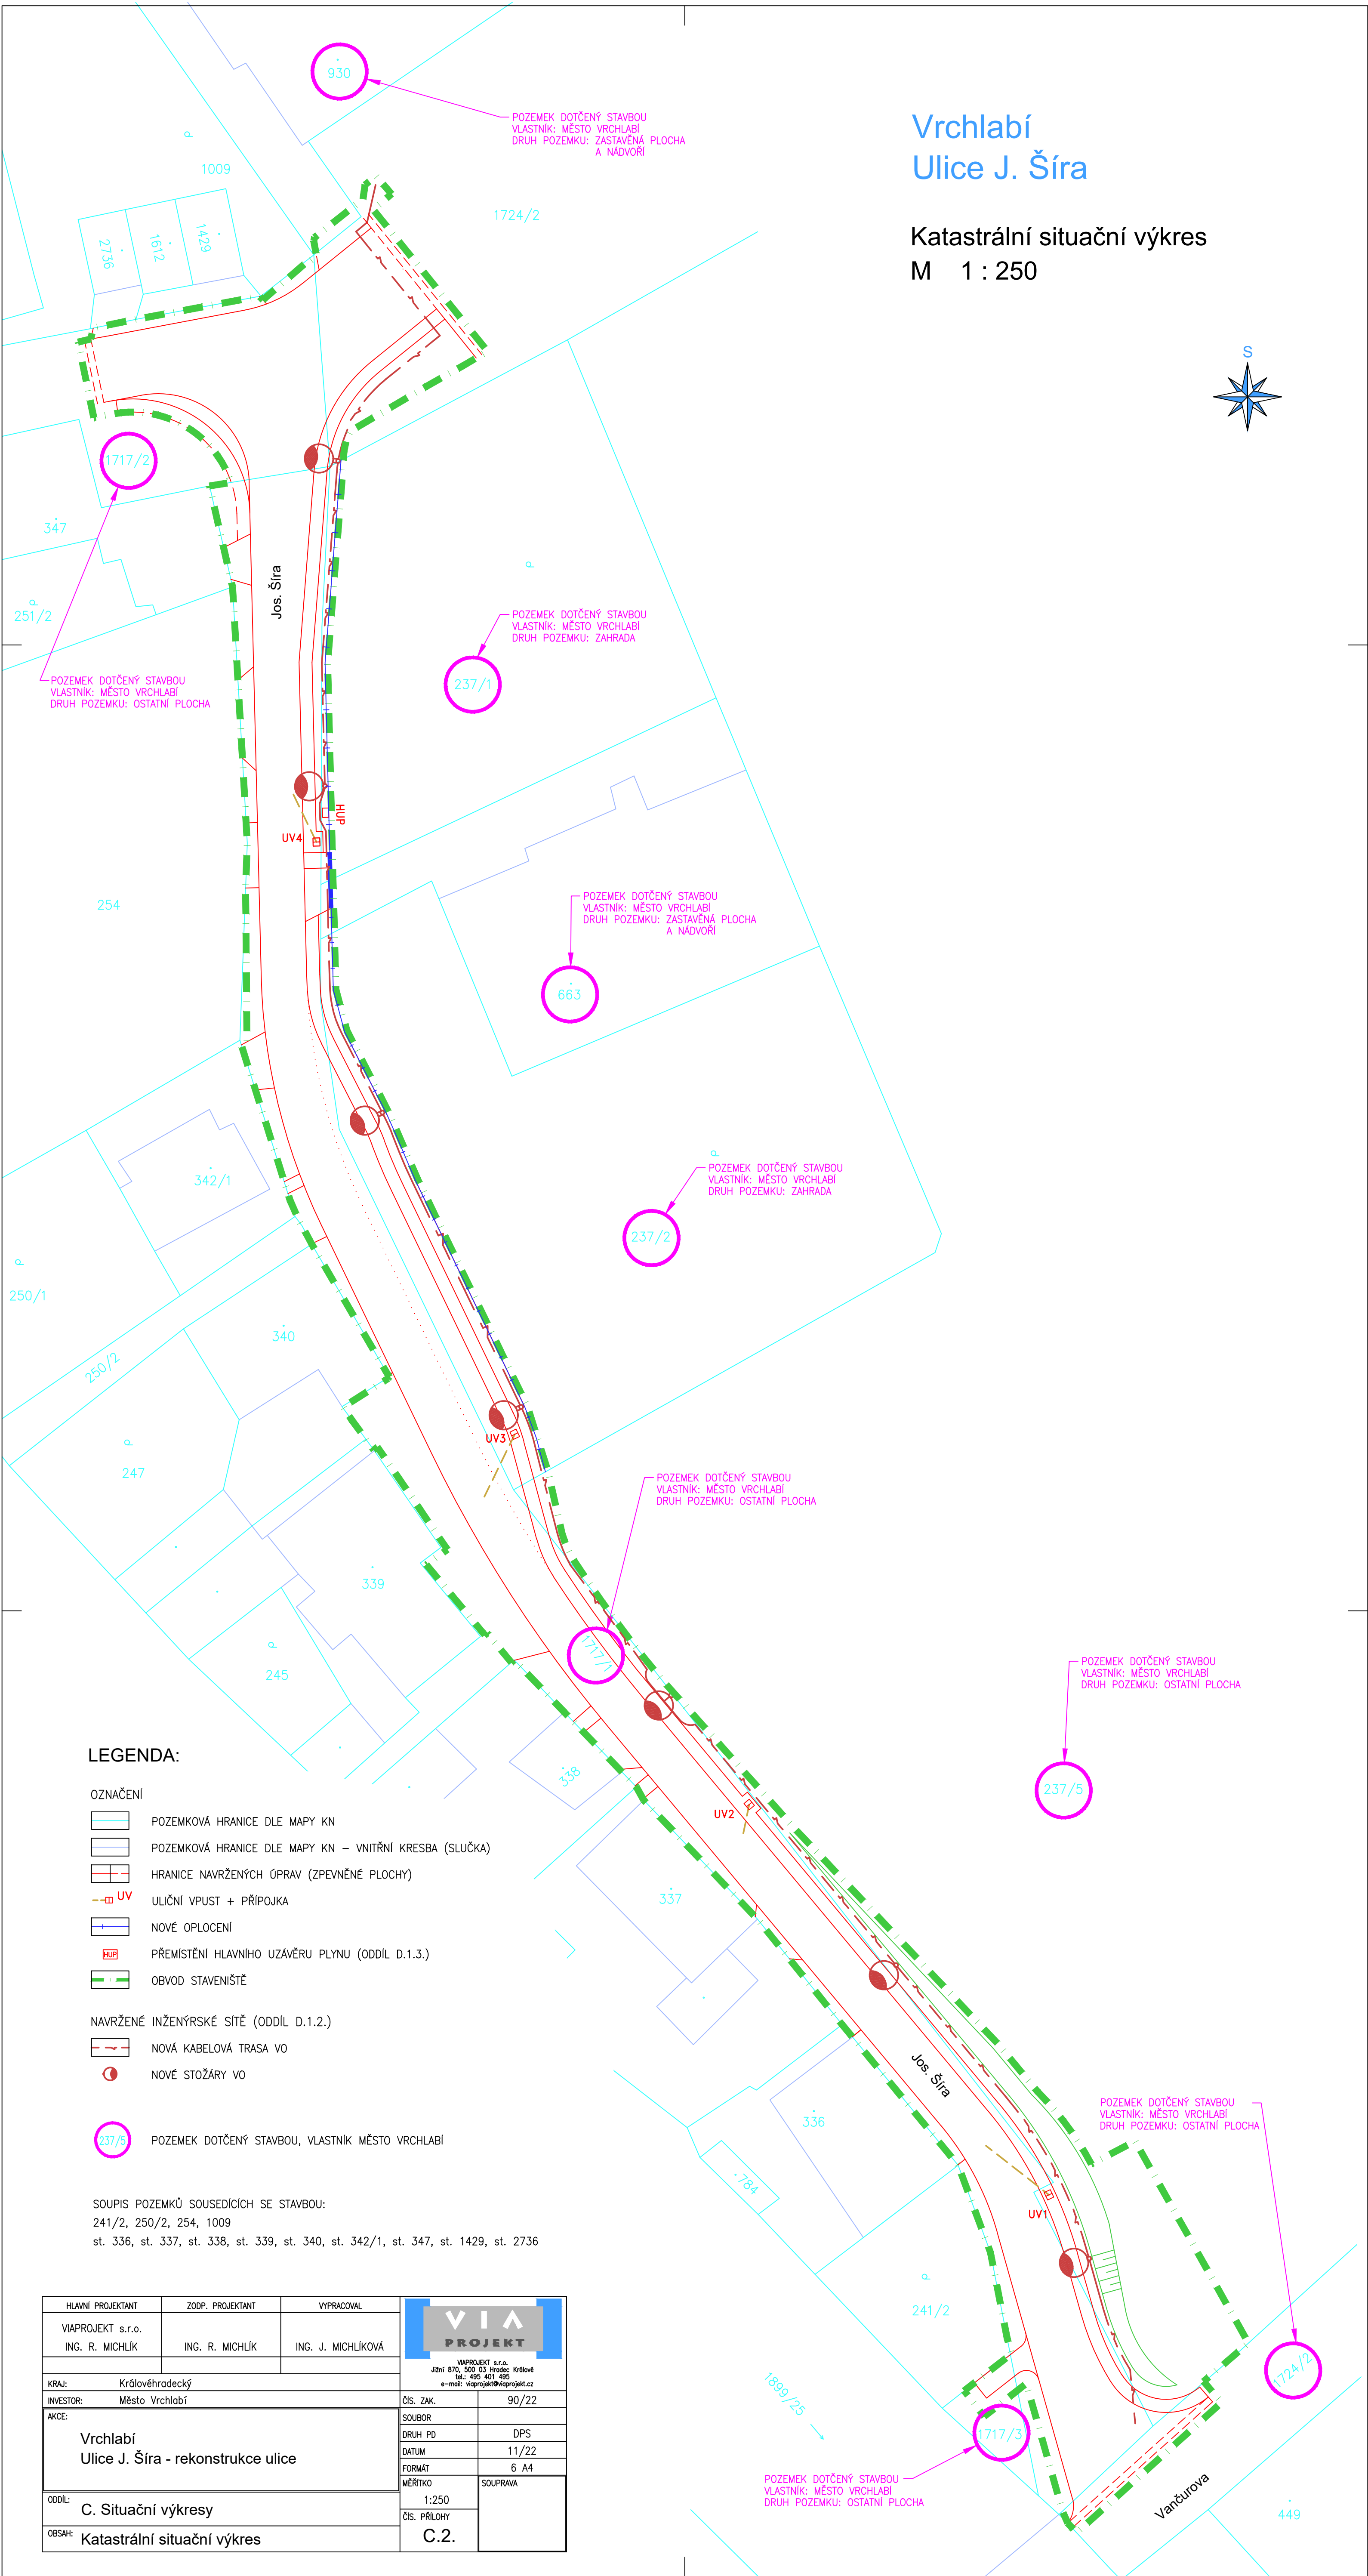 930
POZEMEK DOTČENÝ STAVBOU
VLASTNÍK: MĚSTO VRCHLABÍ
DRUH POZEMKU: ZASTAVĚNÁ PLOCHA
A NÁDVOŘÍ
Vrchlabí
Ulice J. Šíra
Katastrální situační výkres
M 1 : 250
S
1009
1724/2
2736
1612
1429
1717/2
347
251/2
Jos. Šíra
POZEMEK DOTČENÝ STAVBOU
VLASTNÍK: MĚSTO VRCHLABÍ
DRUH POZEMKU: ZAHRADA
237/1
POZEMEK DOTČENÝ STAVBOU
VLASTNÍK: MĚSTO VRCHLABÍ
DRUH POZEMKU: OSTATNÍ PLOCHA
HUP
UV4
254
POZEMEK DOTČENÝ STAVBOU
VLASTNÍK: MĚSTO VRCHLABÍ
DRUH POZEMKU: ZASTAVĚNÁ PLOCHA
A NÁDVOŘÍ
663
342/1
POZEMEK DOTČENÝ STAVBOU
VLASTNÍK: MĚSTO VRCHLABÍ
DRUH POZEMKU: ZAHRADA
237/2
250/1
340
250/2
UV3
247
POZEMEK DOTČENÝ STAVBOU
VLASTNÍK: MĚSTO VRCHLABÍ
DRUH POZEMKU: OSTATNÍ PLOCHA
339
1717/1
245
POZEMEK DOTČENÝ STAVBOU
VLASTNÍK: MĚSTO VRCHLABÍ
DRUH POZEMKU: OSTATNÍ PLOCHA
237/5
338
UV2
337
LEGENDA:
OZNAČENÍ
POZEMKOVÁ HRANICE DLE MAPY KN
POZEMKOVÁ HRANICE DLE MAPY KN – VNITŘNÍ KRESBA (SLUČKA)
HRANICE NAVRŽENÝCH ÚPRAV (ZPEVNĚNÉ PLOCHY)
UV ULIČNÍ VPUST + PŘÍPOJKA
NOVÉ OPLOCENÍ
HUP PŘEMÍSTĚNÍ HLAVNÍHO UZÁVĚRU PLYNU (ODDÍL D.1.3.)
OBVOD STAVENIŠTĚ
NAVRŽENÉ INŽENÝRSKÉ SÍTĚ (ODDÍL D.1.2.)
NOVÁ KABELOVÁ TRASA VO
NOVÉ STOŽÁRY VO
237/5 POZEMEK DOTČENÝ STAVBOU, VLASTNÍK MĚSTO VRCHLABÍ
SOUPIS POZEMKŮ SOUSEDÍCÍCH SE STAVBOU:
241/2, 250/2, 254, 1009
st. 336, st. 337, st. 338, st. 339, st. 340, st. 342/1, st. 347, st. 1429, st. 2736
Jos. Šíra
336
784
UV1
241/2
POZEMEK DOTČENÝ STAVBOU
VLASTNÍK: MĚSTO VRCHLABÍ
DRUH POZEMKU: OSTATNÍ PLOCHA
1724/2
1899/25
1717/3
POZEMEK DOTČENÝ STAVBOU
VLASTNÍK: MĚSTO VRCHLABÍ
DRUH POZEMKU: OSTATNÍ PLOCHA
Vančurova
449
HLAVNÍ PROJEKTANT ZODP. PROJEKTANT VYPRACOVAL
VIAPROJEKT s.r.o.
ING. R. MICHLÍK ING. R. MICHLÍK ING. J. MICHLÍKOVÁ
VIA
PROJEKT
VIAPROJEKT s.r.o.
Jižní 870, 500 03 Hradec Králové
tel.: 495 401 495
e-mail: viaprojekt@viaprojekt.cz
KRAJ: Královéhradecký
INVESTOR: Město Vrchlabí
AKCE:
Vrchlabí
Ulice J. Šíra - rekonstrukce ulice
ODDÍL: C. Situační výkresy
OBSAH: Katastrální situační výkres
ČÍS. ZAK. 90/22
SOUBOR
DRUH PD DPS
DATUM 11/22
FORMÁT 6 A4
MĚŘÍTKO SOUPRAVA
1:250
ČÍS. PŘÍLOHY
C.2.